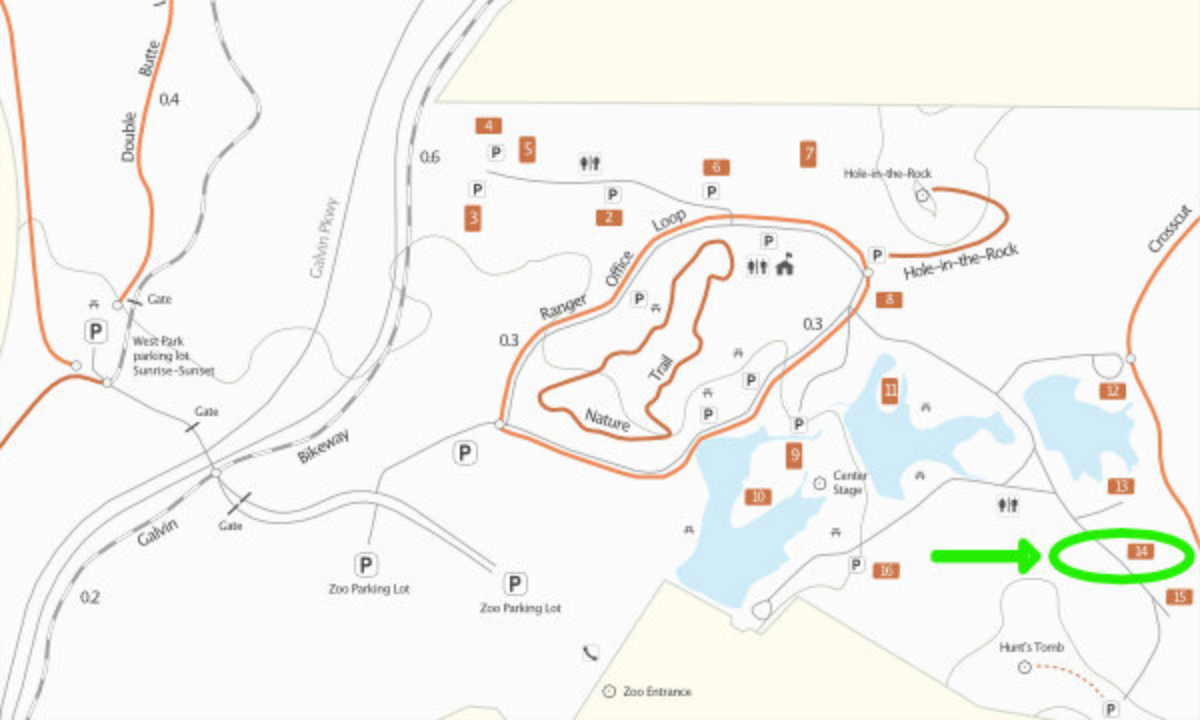 Butte
0.4
Double
4
P
5
0.6
6
7
P
P
P
Hole-in-the-Rock
3
2
Galvin Pkwy
Loop
Crosscut
Office
P
P
Hole-in-the-Rock
Gate
P
Ranger
8
P
0.3
0.3
West Park
parking lot
Sunrise-Sunset
Trail
P
11
12
Gate
Nature
P
P
Bikeway
P
9
Center
Stage
10
13
Galvin
Gate
14
P
P
16
Zoo Parking Lot
P
0.2
Zoo Parking Lot
15
Hunt's Tomb
Zoo Entrance
P